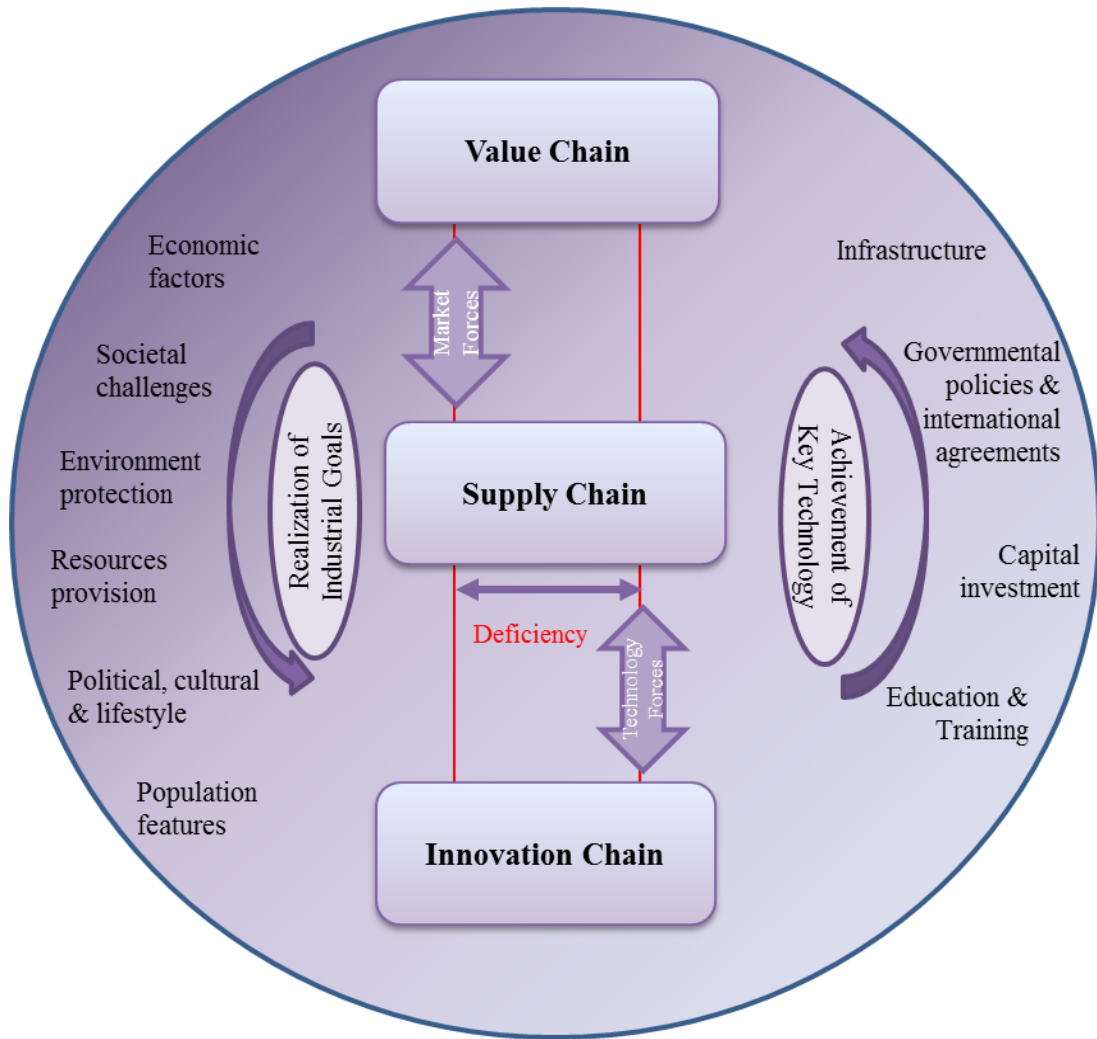 Value Chain
Economic
factors
Infrastructure
Market
Forces
Societal
challenges
Governmental
policies &
international
agreements
Environment
protection
Realization of
Industrial Goals
Supply Chain
Achievement of
Key Technology
Resources
provision
Capital
investment
Deficiency
Technology
Forces
Political, cultural
& lifestyle
Education &
Training
Population
features
Innovation Chain